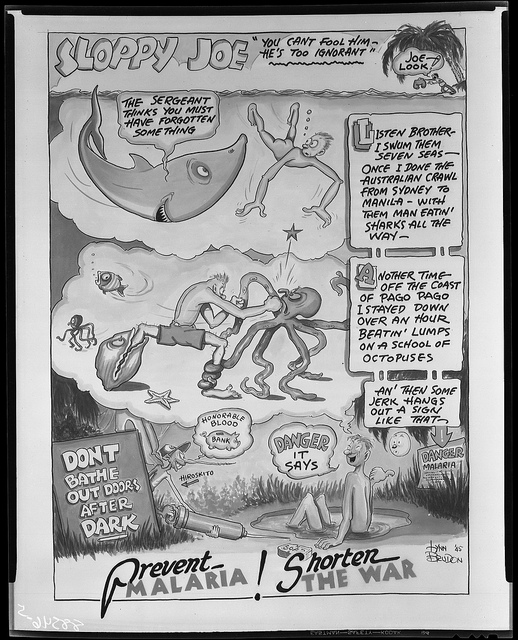 SLOPPY JOE
"YOU CAN'T FOOL HIM-
HE'S TOO IGNORANT"
JOE
LOOK!
THE SERGEANT
THINKS YOU MUST
HAVE FORGOTTEN
SOMETHING
LISTEN BROTHER-
I SWUM THEM
SEVEN SEAS-
ONCE I DONE THE
AUSTRALIAN CRAWL
FROM SYDNEY TO
MANILA - WITH
THEM MAN EATIN'
SHARKS ALL THE
WAY-
ANOTHER TIME-
OFF THE COAST
OF PAGO PAGO
I STAYED DOWN
OVER AN HOUR
BEATIN' LUMPS
ON A SCHOOL OF
OCTOPUSES
AN' THEN SOME
JERK HANGS
OUT A SIGN
LIKE THAT-
HONORABLE
BLOOD
BANK
HIROSKITO
DANGER
IT
SAYS
DANGER
MALARIA
DONT
BATHE
OUT DOORS
AFTER
DARK
LYNN '45
BRUDON
Prevent
MALARIA!
Shorten
THE WAR